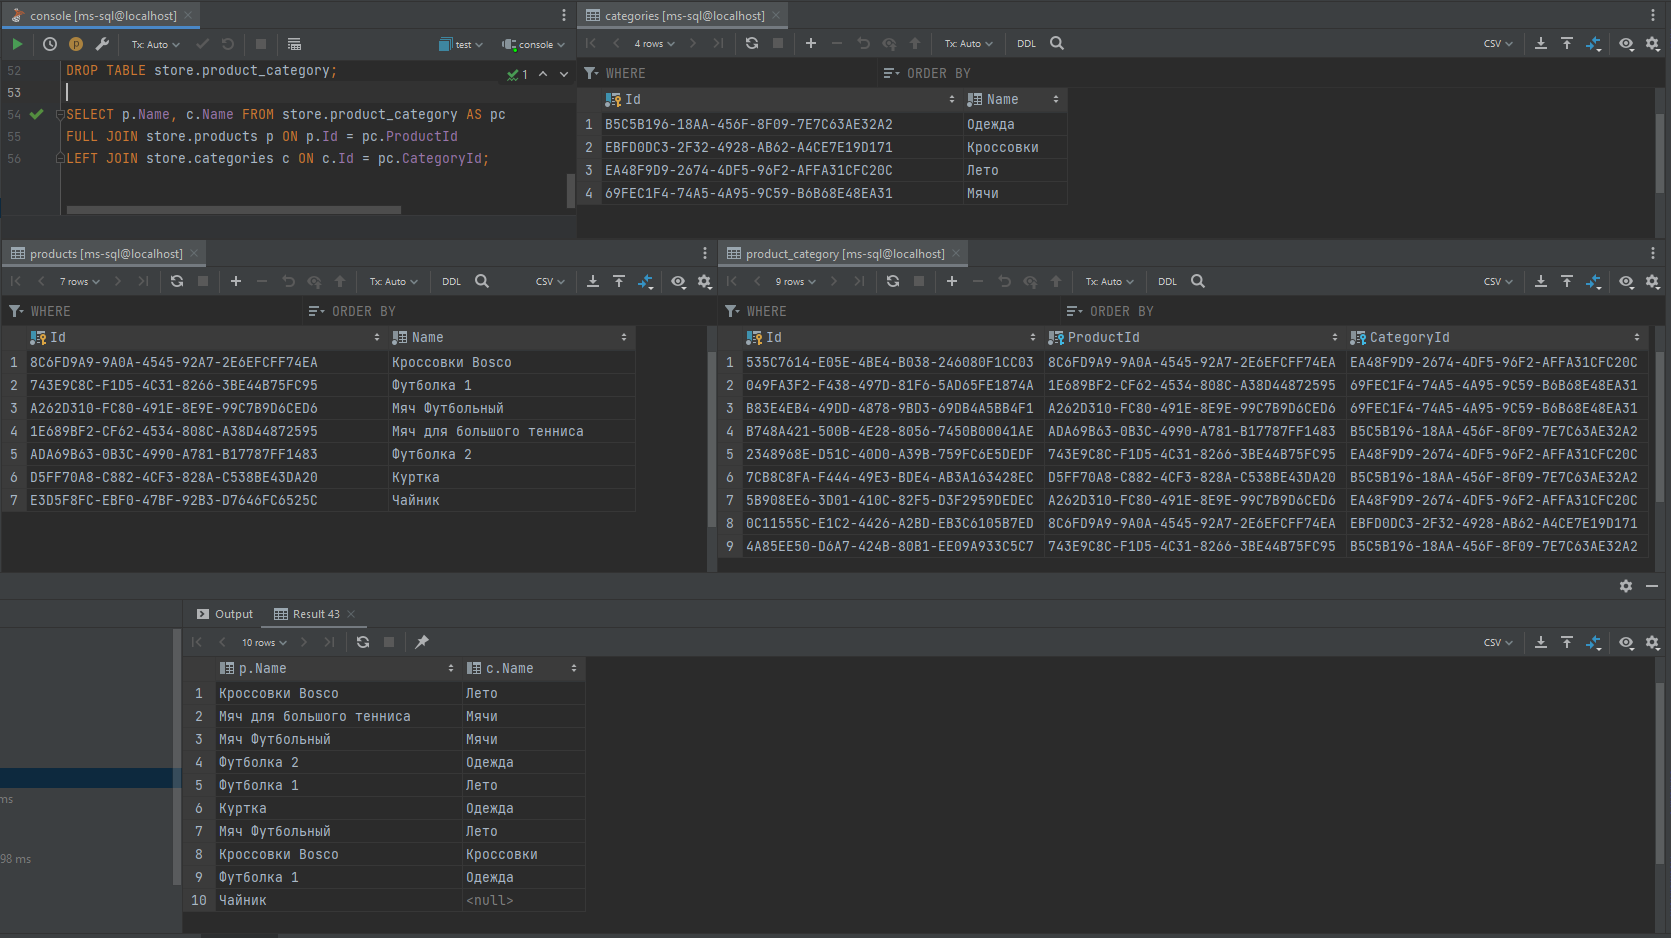 console [ms-sql@localhost]
Tx: Auto
test
console
52 DROP TABLE store.product_category;
1
53
54 SELECT p.Name, c.Name FROM store.product_category AS pc
55 FULL JOIN store.products p ON p.Id = pc.ProductId
56 LEFT JOIN store.categories c ON c.Id = pc.CategoryId;
categories [ms-sql@localhost]
4 rows
Tx: Auto
DDL
CSV
WHERE
ORDER BY
Id Name
1 B5C5B196-18AA-456F-8F09-7E7C63AE32A2 Одежда
2 EBFD0DC3-2F32-4928-AB62-A4CE7E19D171 Кроссовки
3 EA48F9D9-2674-4DF5-96F2-AFFA31CFC20C Лето
4 69FEC1F4-74A5-4A95-9C59-B6B68E48EA31 Мячи
products [ms-sql@localhost]
7 rows
Tx: Auto
DDL
CSV
WHERE
ORDER BY
Id Name
1 8C6FD9A9-9A0A-4545-92A7-2E6EFCFF74EA Кроссовки Bosco
2 743E9C8C-F1D5-4C31-8266-3BE44B75FC95 Футболка 1
3 A262D310-FC80-491E-8E9E-99C7B9D6CED6 Мяч Футбольный
4 1E689BF2-CF62-4534-808C-A38D44872595 Мяч для большого тенниса
5 ADA69B63-0B3C-4990-A781-B17787FF1483 Футболка 2
6 D5FF70A8-C882-4CF3-828A-C538BE43DA20 Куртка
7 E3D5F8FC-EBF0-47BF-92B3-D7646FC6525C Чайник
product_category [ms-sql@localhost]
9 rows
Tx: Auto
DDL
CSV
WHERE
ORDER BY
Id ProductId CategoryId
1 535C7614-E05E-4BE4-B038-246080F1CC03 8C6FD9A9-9A0A-4545-92A7-2E6EFCFF74EA EA48F9D9-2674-4DF5-96F2-AFFA31CFC20C
2 049FA3F2-F438-497D-81F6-5AD65FE1874A 1E689BF2-CF62-4534-808C-A38D44872595 69FEC1F4-74A5-4A95-9C59-B6B68E48EA31
3 B83E4EB4-49DD-4878-9BD3-69DB4A5BB4F1 A262D310-FC80-491E-8E9E-99C7B9D6CED6 69FEC1F4-74A5-4A95-9C59-B6B68E48EA31
4 B748A421-500B-4E28-8056-7450B00041AE ADA69B63-0B3C-4990-A781-B17787FF1483 B5C5B196-18AA-456F-8F09-7E7C63AE32A2
5 2348968E-D51C-40D0-A39B-759FC6E5DEDF 743E9C8C-F1D5-4C31-8266-3BE44B75FC95 EA48F9D9-2674-4DF5-96F2-AFFA31CFC20C
6 7CB8C8FA-F444-49E3-BDE4-AB3A163428EC D5FF70A8-C882-4CF3-828A-C538BE43DA20 B5C5B196-18AA-456F-8F09-7E7C63AE32A2
7 5B908EE6-3D01-410C-82F5-D3F2959DEDEC A262D310-FC80-491E-8E9E-99C7B9D6CED6 EA48F9D9-2674-4DF5-96F2-AFFA31CFC20C
8 0C11555C-E1C2-4426-A2BD-EB3C6105B7ED 8C6FD9A9-9A0A-4545-92A7-2E6EFCFF74EA EBFD0DC3-2F32-4928-AB62-A4CE7E19D171
9 4A85EE50-D6A7-424B-80B1-EE09A933C5C7 743E9C8C-F1D5-4C31-8266-3BE44B75FC95 B5C5B196-18AA-456F-8F09-7E7C63AE32A2
Output
Result 43
10 rows
CSV
p.Name c.Name
1 Кроссовки Bosco Лето
2 Мяч для большого тенниса Мячи
3 Мяч Футбольный Мячи
4 Футболка 2 Одежда
5 Футболка 1 Лето
6 Куртка Одежда
7 Мяч Футбольный Лето
8 Кроссовки Bosco Кроссовки
9 Футболка 1 Одежда
10 Чайник <null>
ms
98 ms